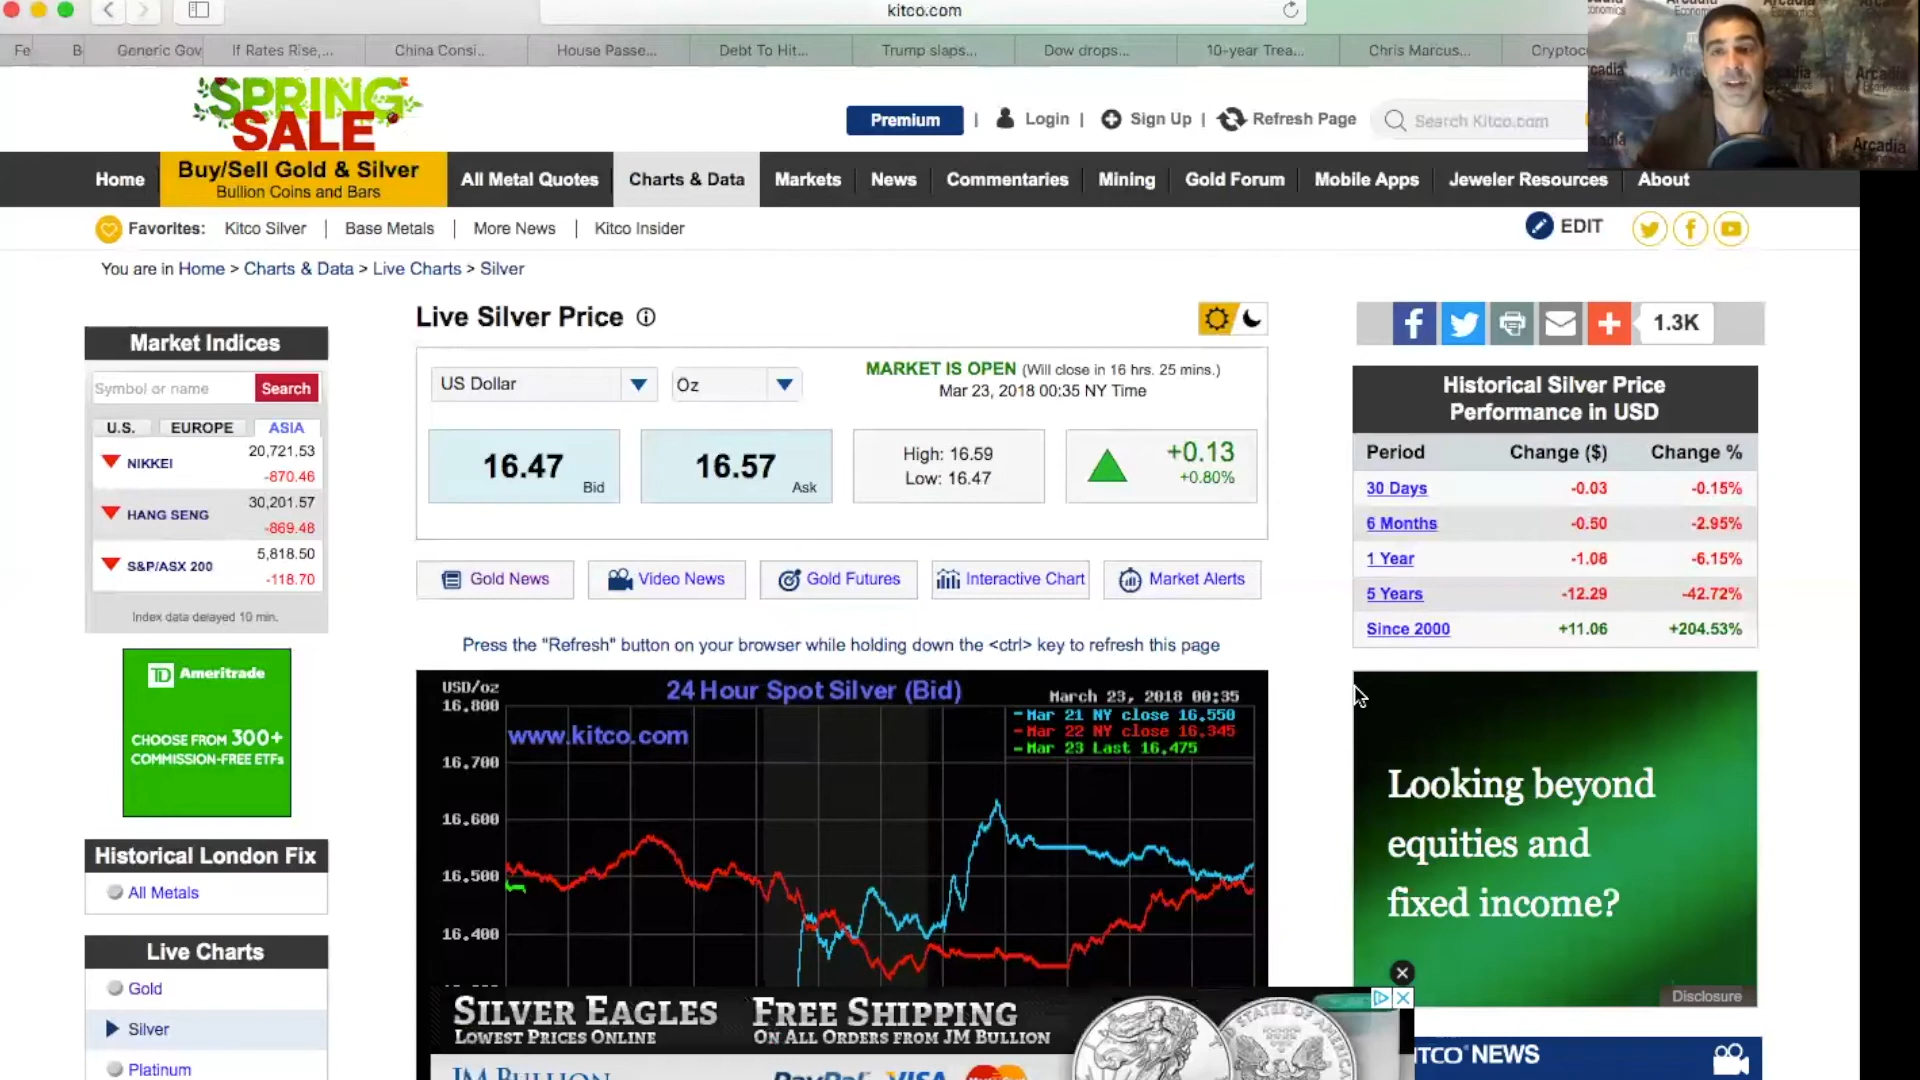 kitco.com
Fe
B
Generic Gov
If Rates Rise,...
China Consi...
House Passe...
Debt To Hit...
Trump slaps...
Dow drops...
10-year Trea...
Chris Marcus...
Cryptoc
Arcadia
Arcadia
SPRING
SALE
Premium | Login | Sign Up | Refresh Page
Search Kitco.com
Home
Buy/Sell Gold & Silver
Bullion Coins and Bars
All Metal Quotes
Charts & Data
Markets
News
Commentaries
Mining
Gold Forum
Mobile Apps
Jeweler Resources
About
Favorites: Kitco Silver | Base Metals | More News | Kitco Insider
EDIT
You are in Home > Charts & Data > Live Charts > Silver
Market Indices
Symbol or name
Search
U.S. EUROPE ASIA
NIKKEI 20,721.53
-870.46
HANG SENG 30,201.57
-869.48
S&P/ASX 200 5,818.50
-118.70
Index data delayed 10 min.
TD Ameritrade
CHOOSE FROM 300+
COMMISSION-FREE ETFs
Historical London Fix
All Metals
Live Charts
Gold
Silver
Platinum
Live Silver Price
US Dollar
Oz
MARKET IS OPEN (Will close in 16 hrs. 25 mins.)
Mar 23, 2018 00:35 NY Time
16.47 Bid
16.57 Ask
High: 16.59
Low: 16.47
+0.13
+0.80%
Gold News
Video News
Gold Futures
Interactive Chart
Market Alerts
Press the "Refresh" button on your browser while holding down the <ctrl> key to refresh this page
USD/oz
24 Hour Spot Silver (Bid)
March 23, 2018 00:35
www.kitco.com
Mar 21 NY close 16.550
Mar 22 NY close 16.345
Mar 23 Last 16.475
16.800
16.700
16.600
16.500
16.400
SILVER EAGLES
LOWEST PRICES ONLINE
FREE SHIPPING
ON ALL ORDERS FROM JM BULLION
JM BULLION
PayPal VISA
1.3K
Historical Silver Price
Performance in USD
Period Change ($) Change %
30 Days -0.03 -0.15%
6 Months -0.50 -2.95%
1 Year -1.08 -6.15%
5 Years -12.29 -42.72%
Since 2000 +11.06 +204.53%
Looking beyond
equities and
fixed income?
Disclosure
ITCO NEWS